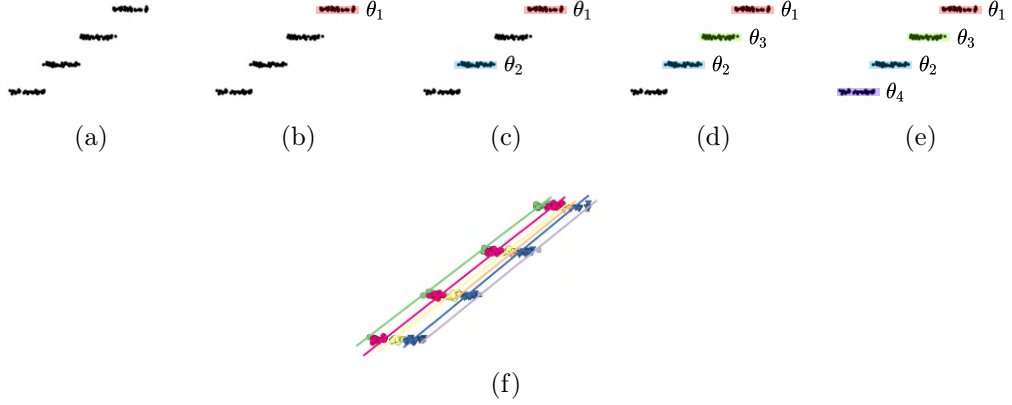 θ₁ θ₁ θ₁ θ₁
θ₃ θ₃
θ₂ θ₂ θ₂
θ₄
(a) (b) (c) (d) (e)
(f)